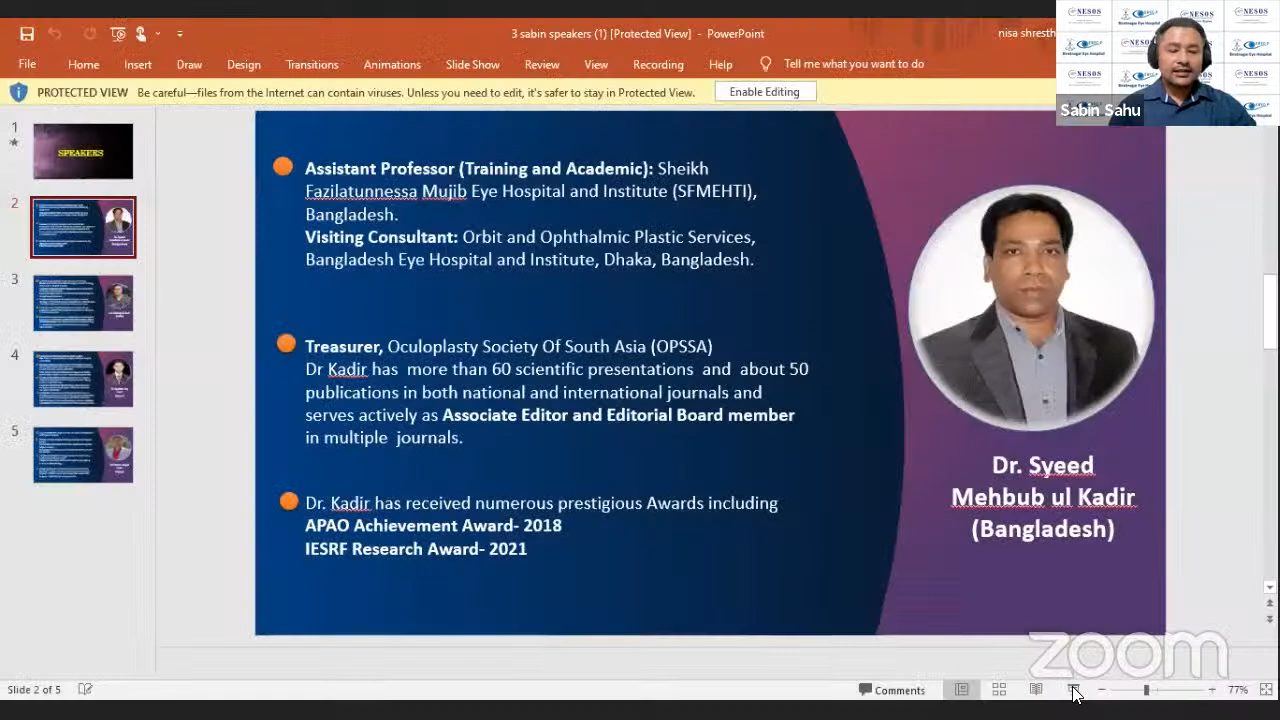 3 sabin speakers (1) [Protected View] - PowerPoint
nisa shresth
File Home Insert Draw Design Transitions Animations Slide Show Review View Recording Help Tell me what you want to do
PROTECTED VIEW Be careful—files from the Internet can contain viruses. Unless you need to edit, it's safer to stay in Protected View. Enable Editing
NESOS
Biratnagar Eye Hospital
Sabin Sahu
1
SPEAKERS
2
3
4
5
Assistant Professor (Training and Academic): Sheikh
Fazilatunnessa Mujib Eye Hospital and Institute (SFMEHTI),
Bangladesh.
Visiting Consultant: Orbit and Ophthalmic Plastic Services,
Bangladesh Eye Hospital and Institute, Dhaka, Bangladesh.
Treasurer, Oculoplasty Society Of South Asia (OPSSA)
Dr Kadir has more than 60 scientific presentations and about 50
publications in both national and international journals and
serves actively as Associate Editor and Editorial Board member
in multiple journals.
Dr. Kadir has received numerous prestigious Awards including
APAO Achievement Award- 2018
IESRF Research Award- 2021
Dr. Syeed
Mehbub ul Kadir
(Bangladesh)
zoom
Slide 2 of 5
Comments
77%